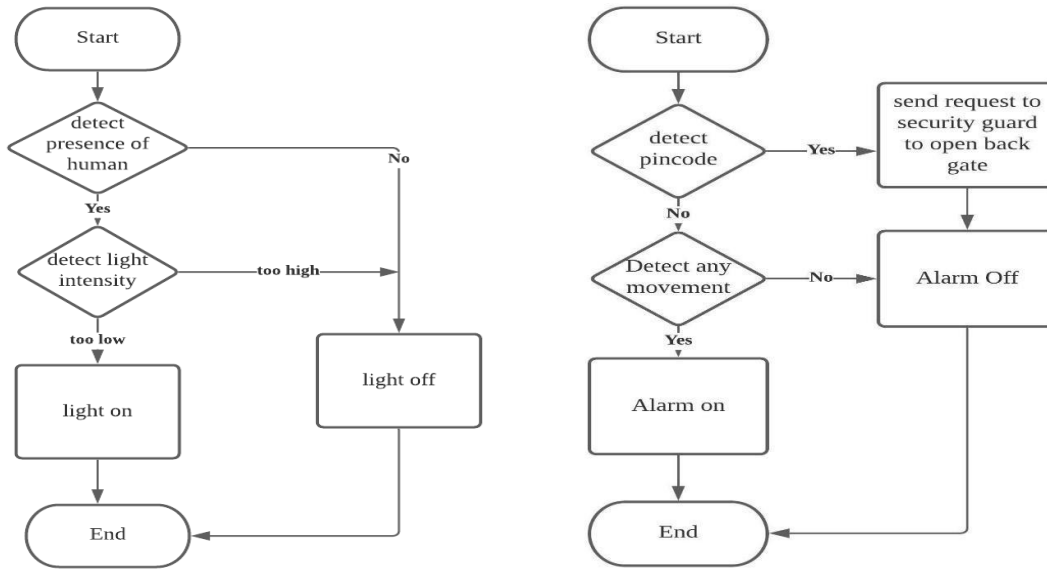 Start
detect
presence of
human
No
Yes
detect light
intensity
too high
too low
light on
light off
End
Start
detect
pincode
Yes
send request to
security guard
to open back
gate
No
Detect any
movement
No
Alarm Off
Yes
Alarm on
End